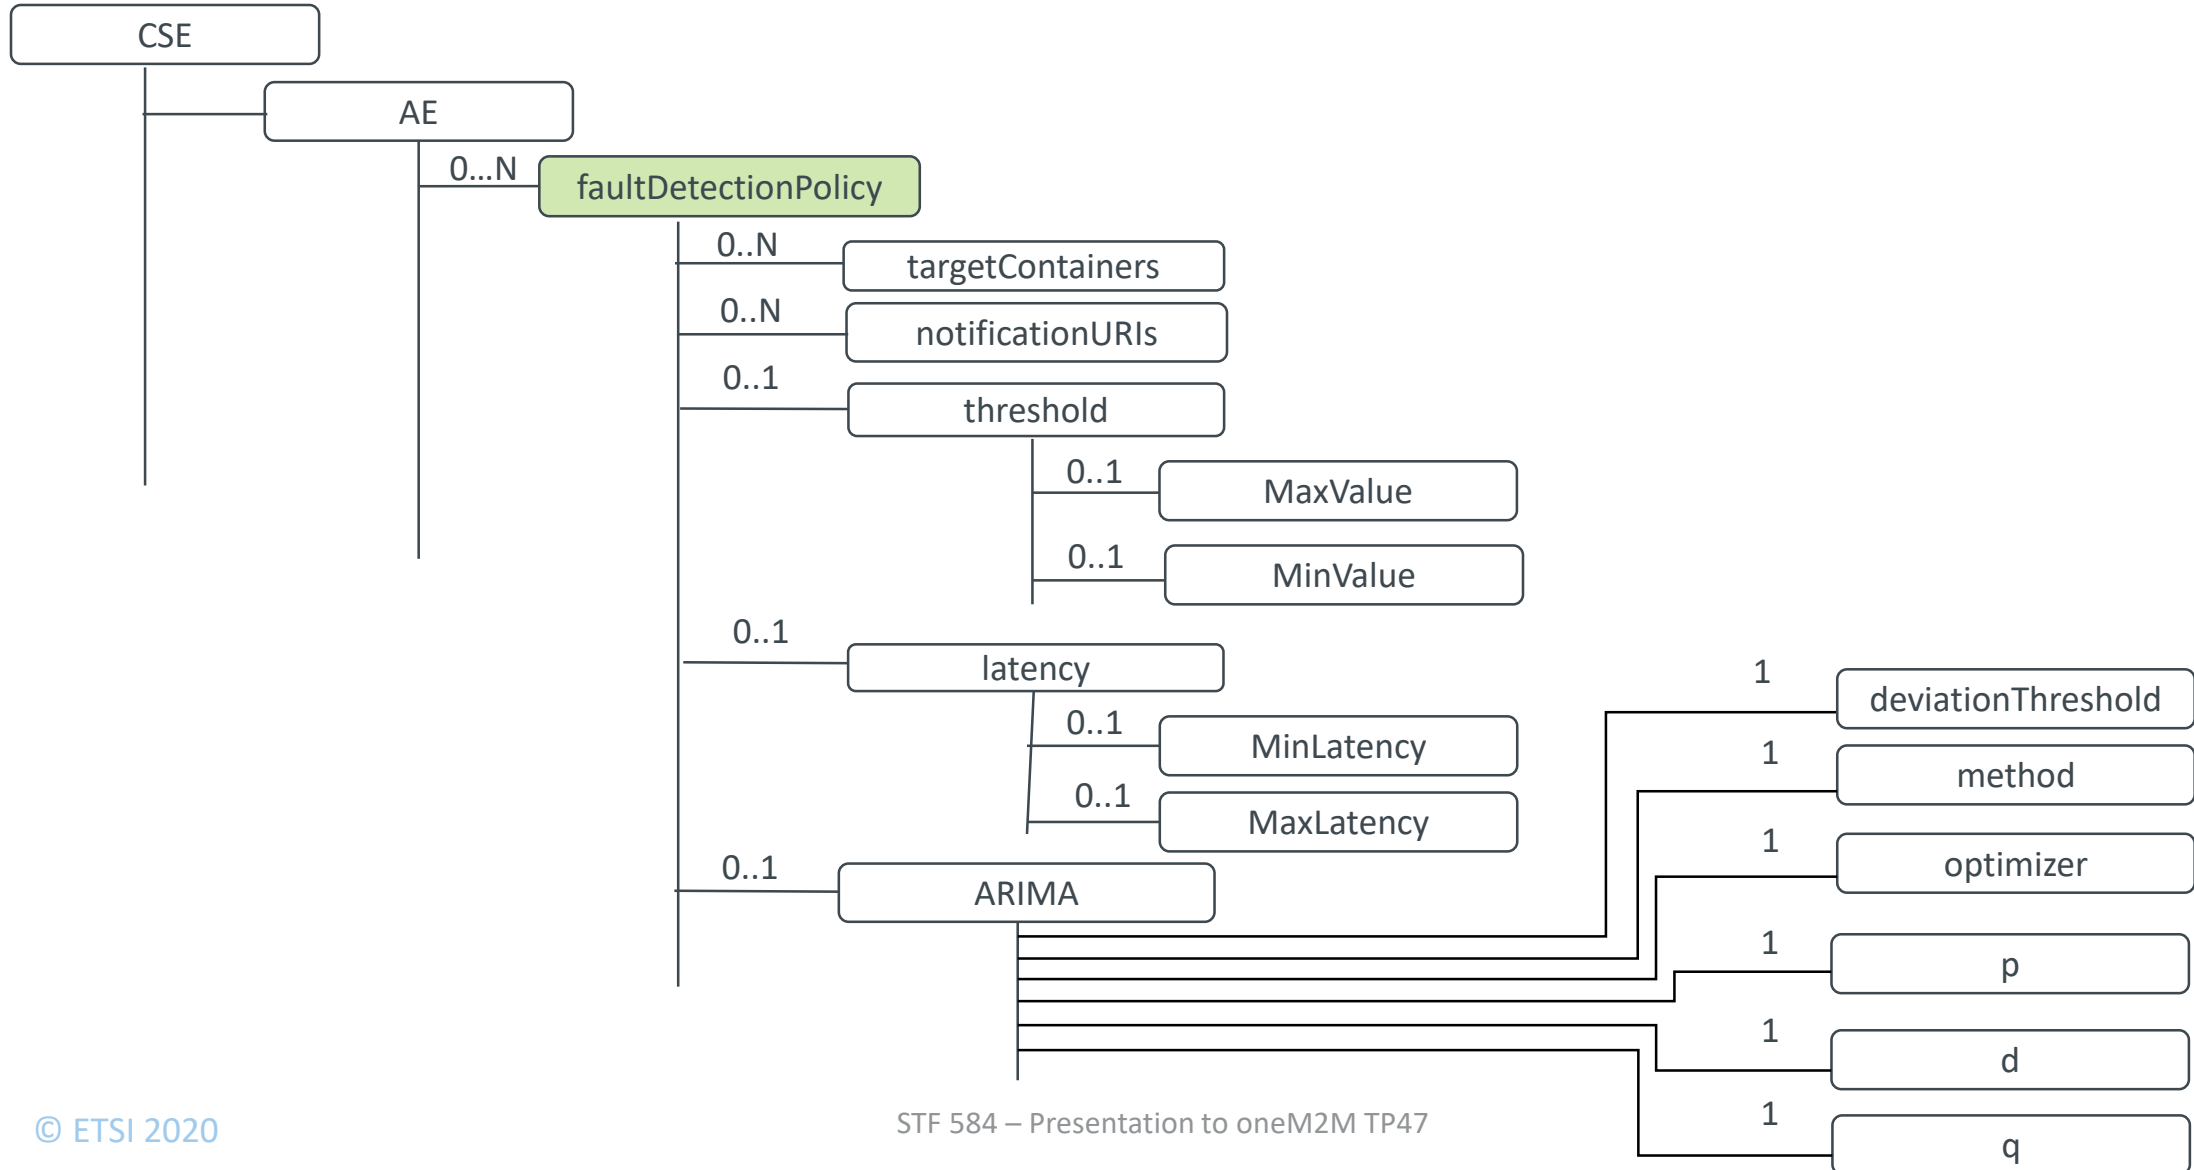 CSE
AE
0...N
faultDetectionPolicy
0..N
targetContainers
0..N
notificationURIs
0..1
threshold
0..1
MaxValue
0..1
MinValue
0..1
latency
0..1
MinLatency
0..1
MaxLatency
0..1
ARIMA
1
deviationThreshold
1
method
1
optimizer
1
p
1
d
1
q
© ETSI 2020
STF 584 – Presentation to oneM2M TP47